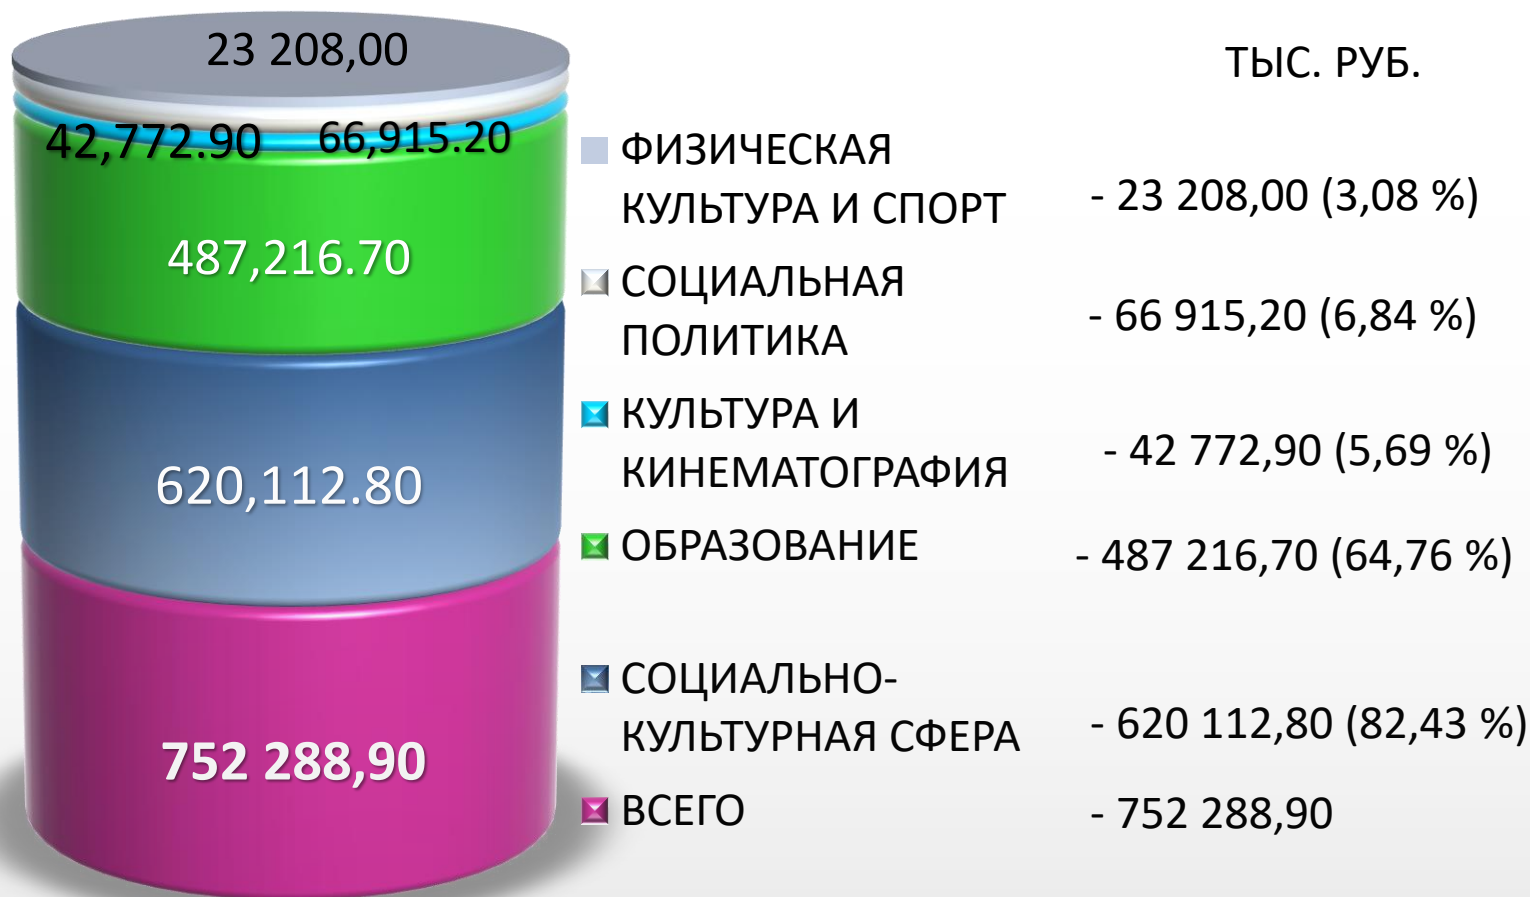 23 208,00
42,772.90
66,915.20
487,216.70
620,112.80
752 288,90
ТЫС. РУБ.
ФИЗИЧЕСКАЯ
КУЛЬТУРА И СПОРТ
- 23 208,00 (3,08 %)
СОЦИАЛЬНАЯ
ПОЛИТИКА
- 66 915,20 (6,84 %)
КУЛЬТУРА И
КИНЕМАТОГРАФИЯ
- 42 772,90 (5,69 %)
ОБРАЗОВАНИЕ
- 487 216,70 (64,76 %)
СОЦИАЛЬНО-
КУЛЬТУРНАЯ СФЕРА
- 620 112,80 (82,43 %)
ВСЕГО
- 752 288,90